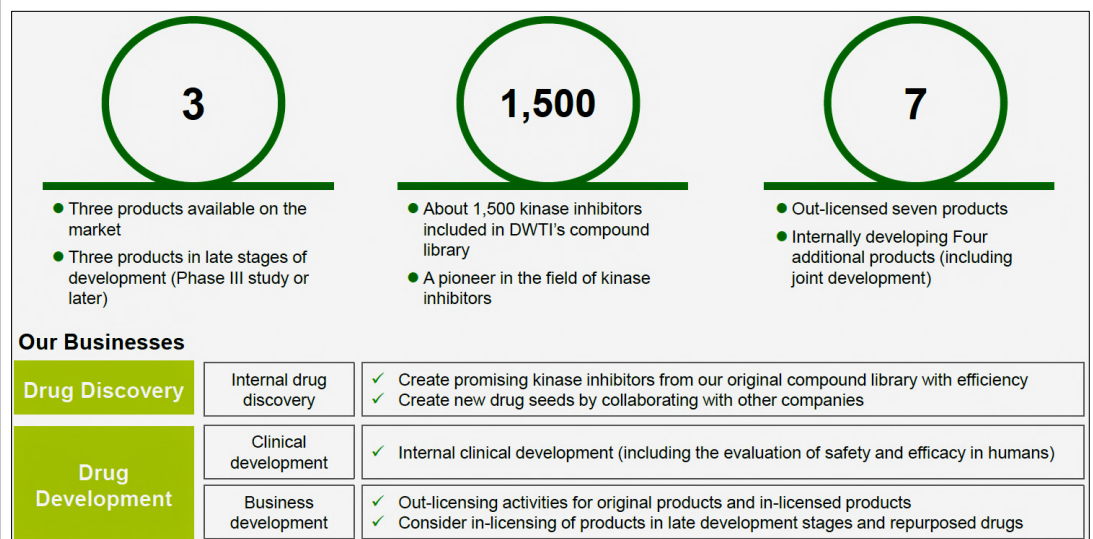 3
1,500
7
● Three products available on the
market
● Three products in late stages of
development (Phase III study or
later)
● About 1,500 kinase inhibitors
included in DWTI’s compound
library
● A pioneer in the field of kinase
inhibitors
● Out-licensed seven products
● Internally developing Four
additional products (including
joint development)
Our Businesses
Drug Discovery
Internal drug
discovery
✓ Create promising kinase inhibitors from our original compound library with efficiency
✓ Create new drug seeds by collaborating with other companies
Drug
Development
Clinical
development
✓ Internal clinical development (including the evaluation of safety and efficacy in humans)
Business
development
✓ Out-licensing activities for original products and in-licensed products
✓ Consider in-licensing of products in late development stages and repurposed drugs